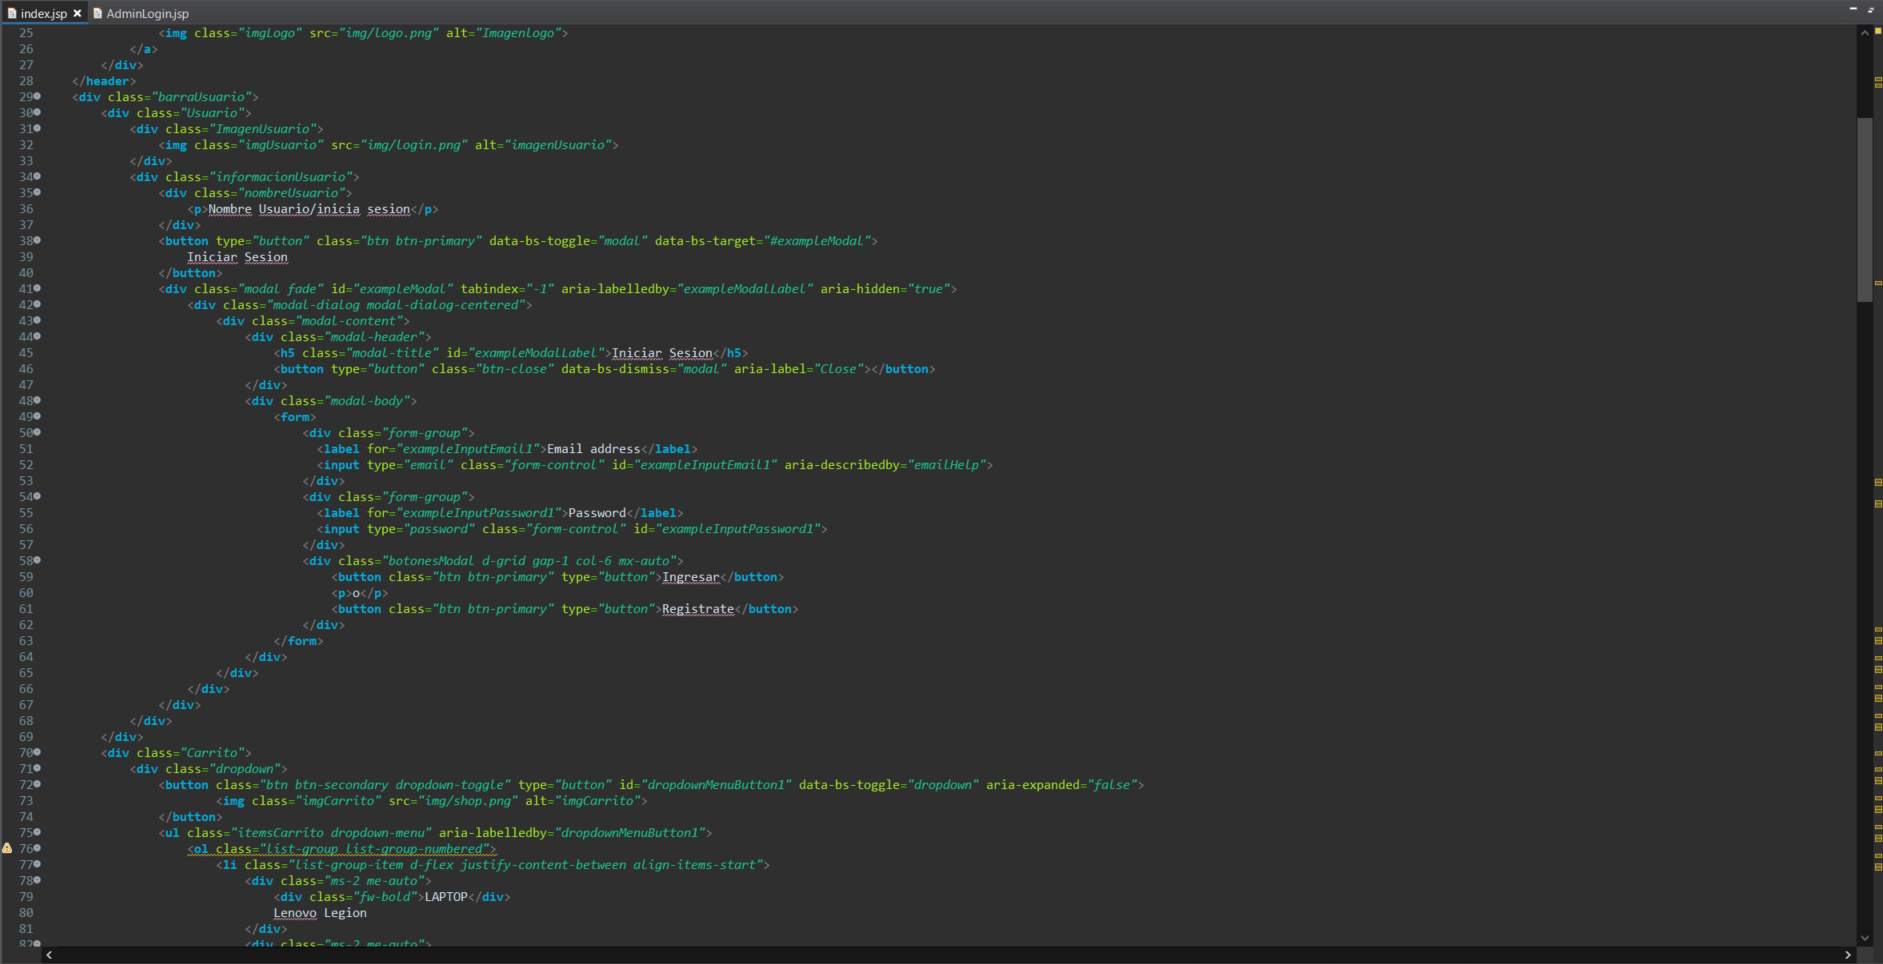 index.jsp
AdminLogin.jsp
25 <img class="imgLogo" src="img/logo.png" alt="Imagenlogo">
26 </a>
27 </div>
28 </header>
29 <div class="barraUsuario">
30 <div class="Usuario">
31 <div class="ImagenUsuario">
32 <img class="imgUsuario" src="img/login.png" alt="imagenUsuario">
33 </div>
34 <div class="informacionUsuario">
35 <div class="nombreUsuario">
36 <p>Nombre Usuario/inicia sesion</p>
37 </div>
38 <button type="button" class="btn btn-primary" data-bs-toggle="modal" data-bs-target="#exampleModal">
39 Iniciar Sesion
40 </button>
41 <div class="modal fade" id="exampleModal" tabindex="-1" aria-labelledby="exampleModalLabel" aria-hidden="true">
42 <div class="modal-dialog modal-dialog-centered">
43 <div class="modal-content">
44 <div class="modal-header">
45 <h5 class="modal-title" id="exampleModalLabel">Iniciar Sesion</h5>
46 <button type="button" class="btn-close" data-bs-dismiss="modal" aria-label="Close"></button>
47 </div>
48 <div class="modal-body">
49 <form>
50 <div class="form-group">
51 <label for="exampleInputEmail1">Email address</label>
52 <input type="email" class="form-control" id="exampleInputEmail1" aria-describedby="emailHelp">
53 </div>
54 <div class="form-group">
55 <label for="exampleInputPassword1">Password</label>
56 <input type="password" class="form-control" id="exampleInputPassword1">
57 </div>
58 <div class="botonesModal d-grid gap-1 col-6 mx-auto">
59 <button class="btn btn-primary" type="button">Ingresar</button>
60 <p>o</p>
61 <button class="btn btn-primary" type="button">Registrate</button>
62 </div>
63 </form>
64 </div>
65 </div>
66 </div>
67 </div>
68 </div>
69 </div>
70 <div class="Carrito">
71 <div class="dropdown">
72 <button class="btn btn-secondary dropdown-toggle" type="button" id="dropdownMenuButton1" data-bs-toggle="dropdown" aria-expanded="false">
73 <img class="imgCarrito" src="img/shop.png" alt="imgCarrito">
74 </button>
75 <ul class="itemsCarrito dropdown-menu" aria-labelledby="dropdownMenuButton1">
76 <ol class="list-group list-group-numbered">
77 <li class="list-group-item d-flex justify-content-between align-items-start">
78 <div class="ms-2 me-auto">
79 <div class="fw-bold">LAPTOP</div>
80 Lenovo Legion
81 </div>
82 <div class="ms-2 me-auto">